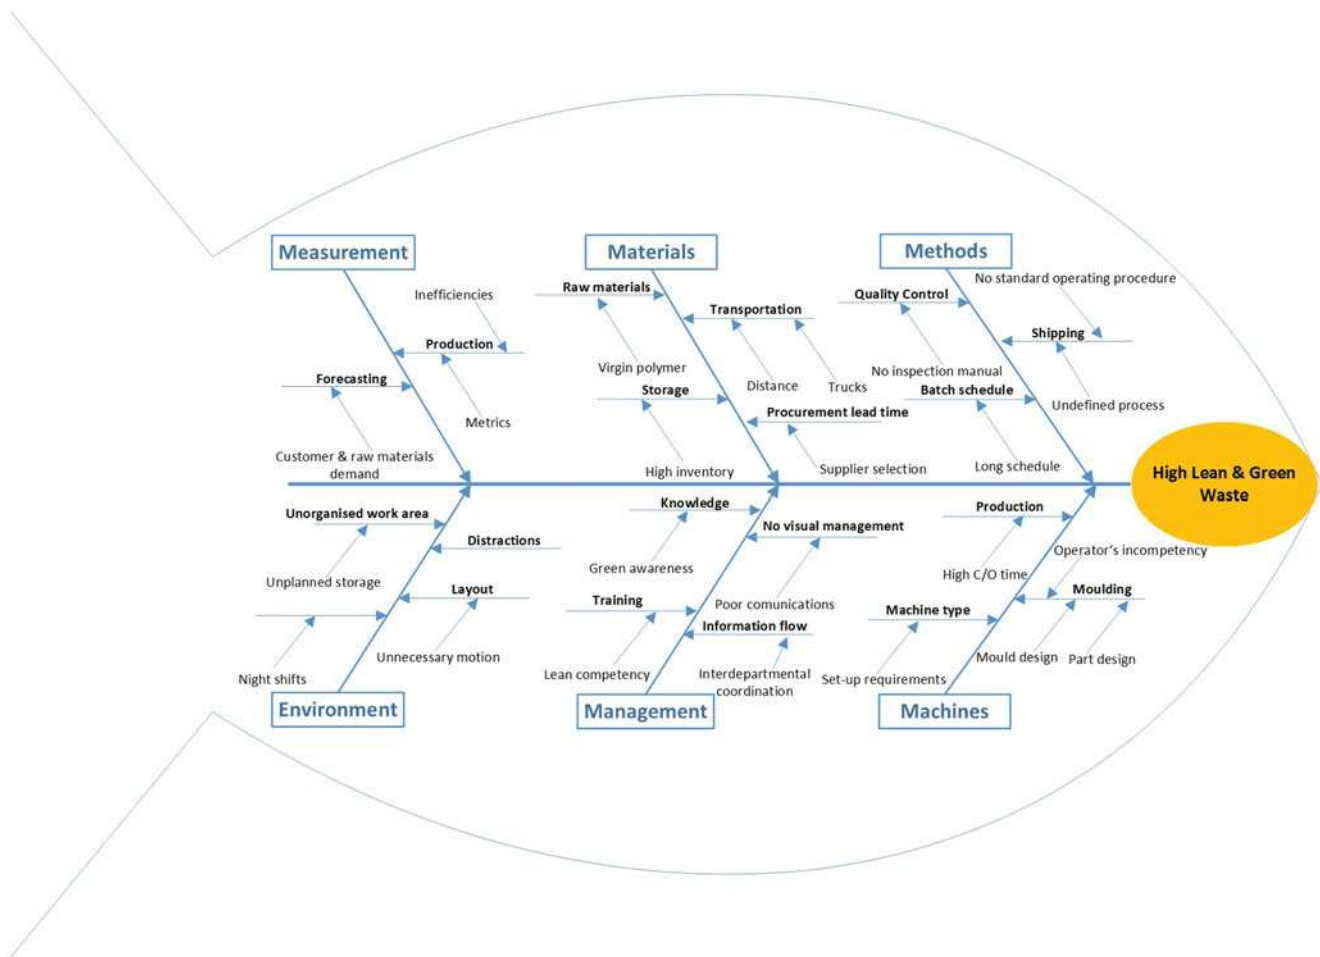 Measurement
Materials
Methods
No standard operating procedure
Inefficiencies
Raw materials
Quality Control
Transportation
Production
Shipping
Virgin polymer
No inspection manual
Forecasting
Distance
Trucks
Storage
Batch schedule
Undefined process
Metrics
Procurement lead time
Customer & raw materials
demand
High inventory
Supplier selection
Long schedule
High Lean & Green
Waste
Unorganised work area
Knowledge
Production
No visual management
Distractions
Operator's incompetency
Unplanned storage
Green awareness
High C/O time
Layout
Training
Poor comunications
Machine type
Moulding
Information flow
Unnecessary motion
Mould design
Part design
Night shifts
Lean competency
Interdepartmental
coordination
Set-up requirements
Environment
Management
Machines